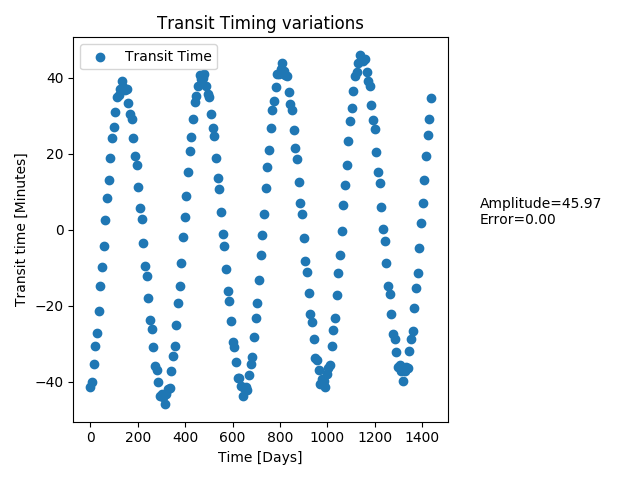 Transit Timing variations
Transit Time
Transit time [Minutes]
40
20
0
−20
−40
0 200 400 600 800 1000 1200 1400
Time [Days]
Amplitude=45.97
Error=0.00